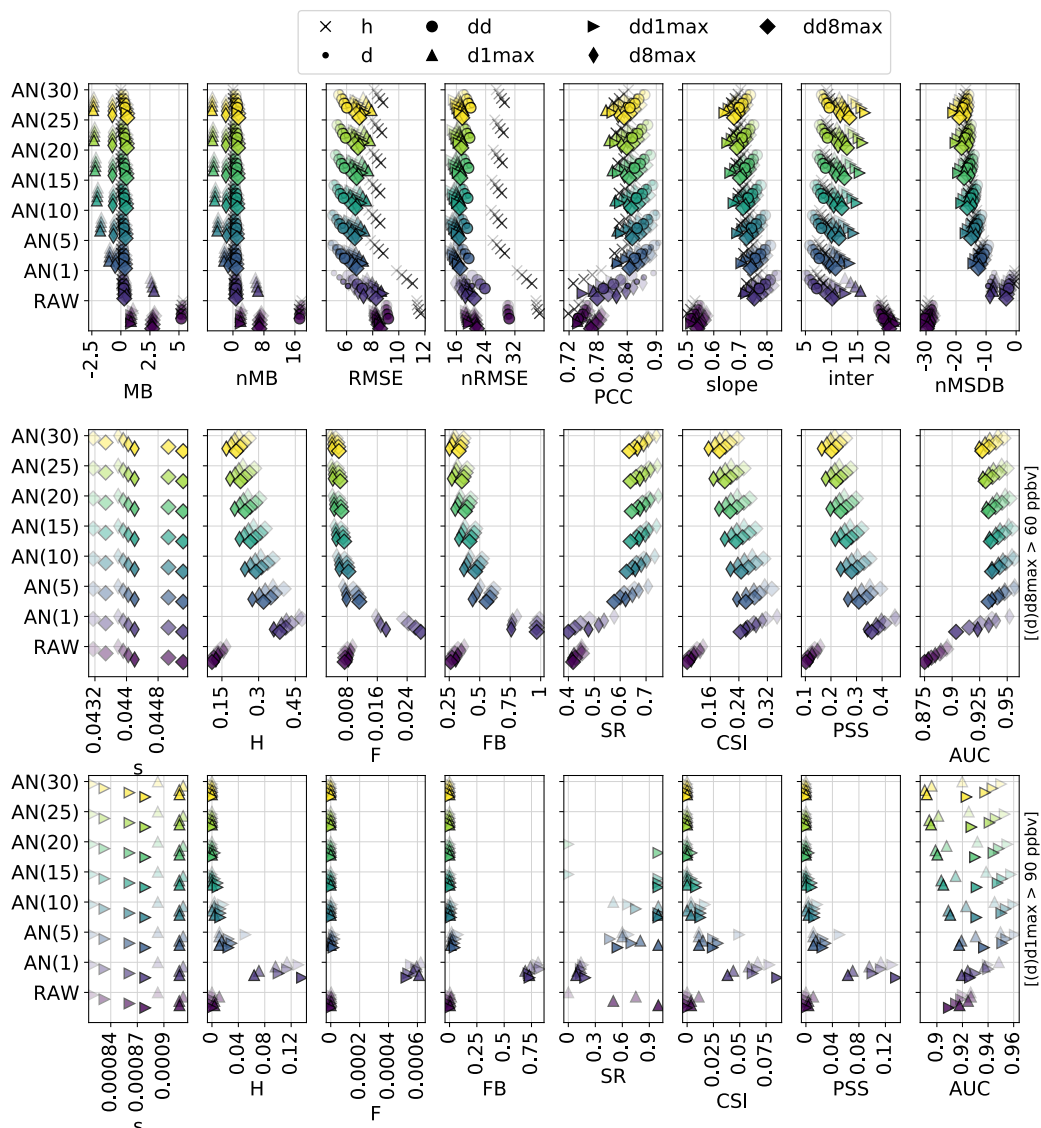 h dd dd1max dd8max
d d1max d8max
AN(30)
AN(25)
AN(20)
AN(15)
AN(10)
AN(5)
AN(1)
RAW
-2.5 0 2.5 5 0 8 16 6 8 10 12 16 24 32 0.72 0.78 0.84 0.9 0.5 0.6 0.7 0.8 5 10 15 20 -30 -20 -10 0
MB nMB RMSE nRMSE PCC slope inter nMSDB
AN(30)
AN(25)
AN(20)
AN(15)
AN(10)
AN(5)
AN(1)
RAW
[(d)d8max > 60 ppbv]
0.0432 0.044 0.0448 0.15 0.3 0.45 0.008 0.016 0.024 0.25 0.5 0.75 1 0.4 0.5 0.6 0.7 0.16 0.24 0.32 0.1 0.2 0.3 0.4 0.875 0.9 0.925 0.95
s H F FB SR CSI PSS AUC
AN(30)
AN(25)
AN(20)
AN(15)
AN(10)
AN(5)
AN(1)
RAW
[(d)d1max > 90 ppbv]
0.00084 0.00087 0.0009 0 0.04 0.08 0.12 0 0.0002 0.0004 0.0006 0 0.25 0.5 0.75 0 0.3 0.6 0.9 0 0.025 0.05 0.075 0 0.04 0.08 0.12 0.9 0.92 0.94 0.96
s H F FB SR CSI PSS AUC